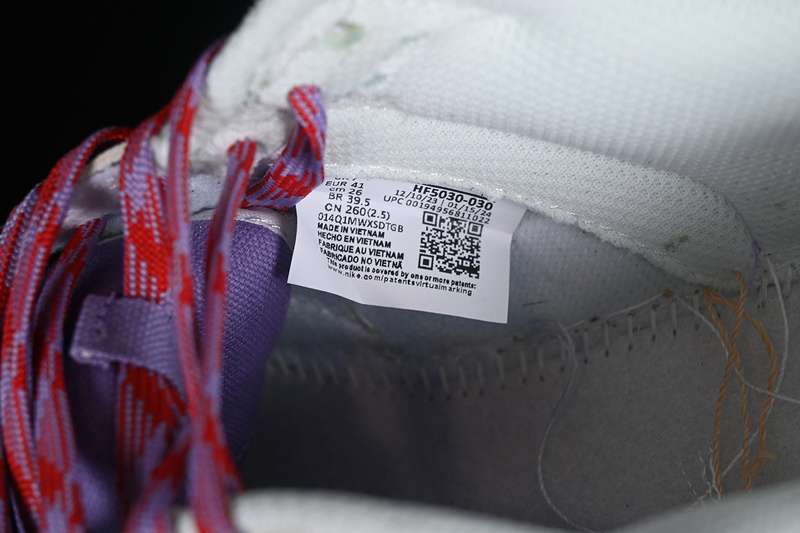 EUR 41
cm 26
BR 39.5
CN 260(2.5)
014Q1MWXSDTGB
MADE IN VIETNAM
HECHO EN VIETNAM
FABRIQUE AU VIETNAM
FABRICADO NO VIETNÃ
This product is covered by one or more patents:
www.nike.com/patentsvirtualmarking
HF5030-030
12/10/23 01/15/24
UPC 00194956811022